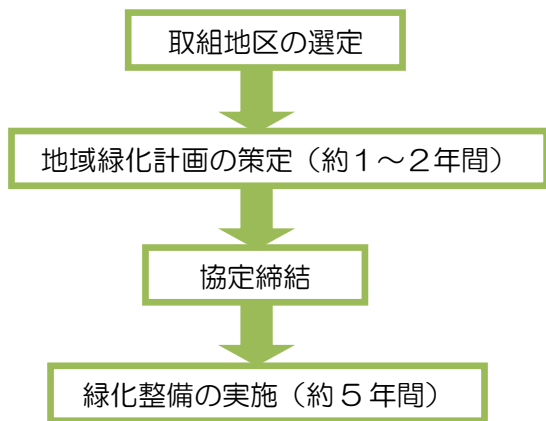 取組地区の選定
地域緑化計画の策定（約１～２年間）
協定締結
緑化整備の実施（約５年間）